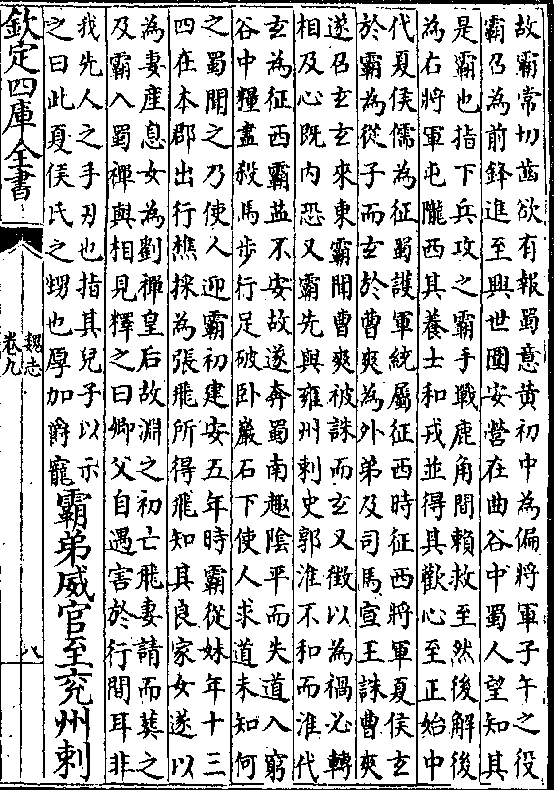 故霸常切齒欲有報蜀意黄初中為偏將軍子午之役
霸召為前鋒進至興世圍安營在曲谷中蜀人望知其
是霸也指下兵攻之霸手戰鹿角間賴救至然後解後
為右將軍屯隴西其養士和戎並得其歡心至正始中
代夏侯儒為征蜀護軍統屬征西時征西將軍夏侯玄
於霸為從子而玄於曹爽為外弟及司馬宣王誅曹爽
遂召玄玄來東霸聞曹爽被誅而玄又徵以為禍必轉
相及心既内恐又霸先與雍州刺史郭淮不和而淮代
玄為征西霸益不安故遂奔蜀南趣陰平而失道入窮
谷中糧盡殺馬步行足破卧巖石下使人求道未知何
之蜀聞之乃使人迎霸初建安五年時霸從妹年十三
四在本郡出行樵採為張飛所得飛知其良家女遂以
為妻産息女為劉禪皇后故淵之初亡飛妻請而葬之
及霸入蜀禪與相見釋之曰卿父自遇害於行間耳非
我先人之手刃也指其兒子以示
之曰此夏侯氏之甥也厚加爵寵
霸弟威官至兖州刺
欽定四庫全書
魏志
卷九
八